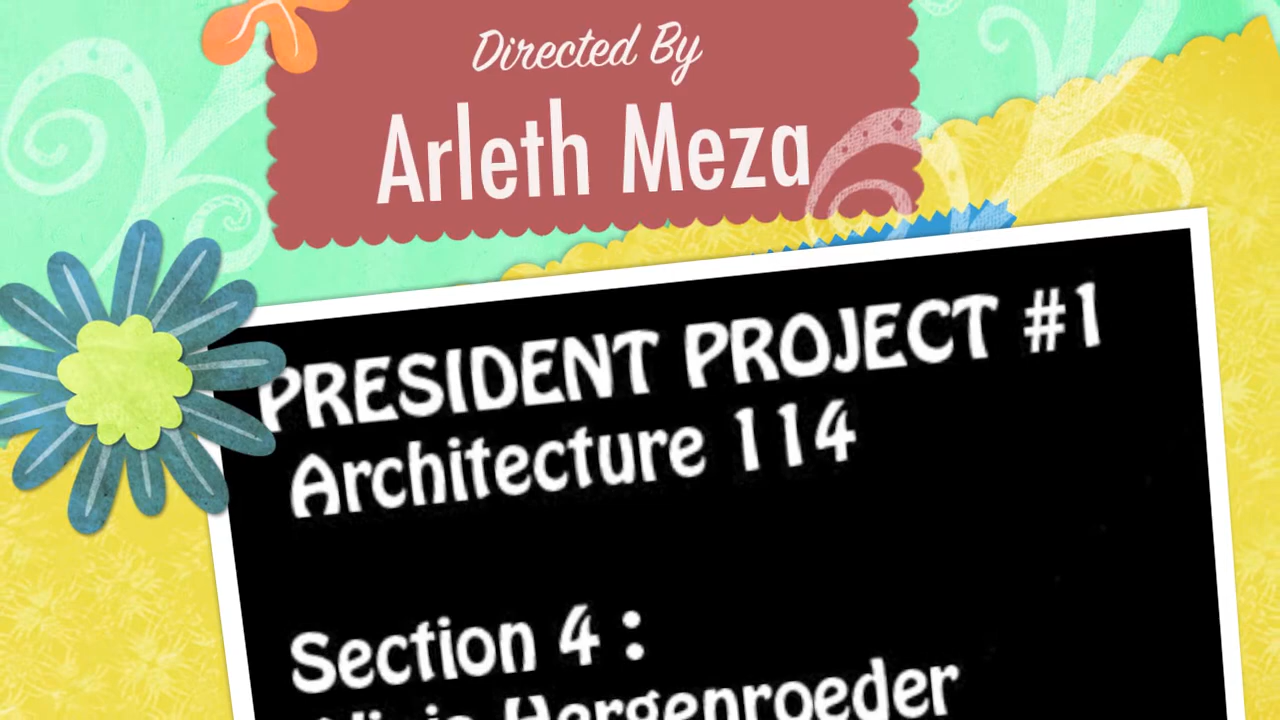 Directed By
Arleth Meza
PRESIDENT PROJECT #1
Architecture 114
Section 4 :
Hergenroeder